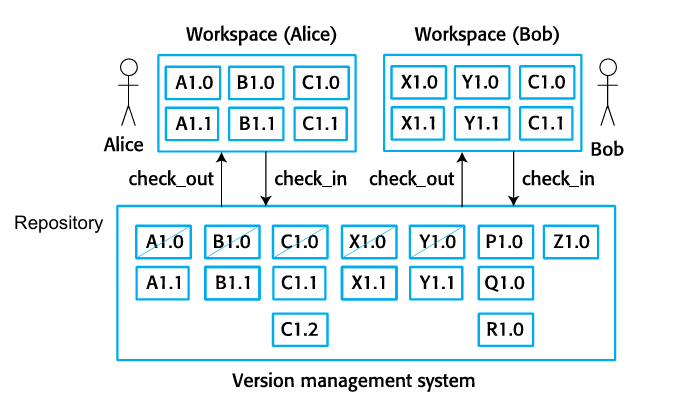 Workspace (Alice) Workspace (Bob)
A1.0 B1.0 C1.0 X1.0 Y1.0 C1.0
A1.1 B1.1 C1.1 X1.1 Y1.1 C1.1
Alice Bob
check_out check_in check_out check_in
Repository
A1.0 B1.0 C1.0 X1.0 Y1.0 P1.0 Z1.0
A1.1 B1.1 C1.1 X1.1 Y1.1 Q1.0
C1.2 R1.0
Version management system